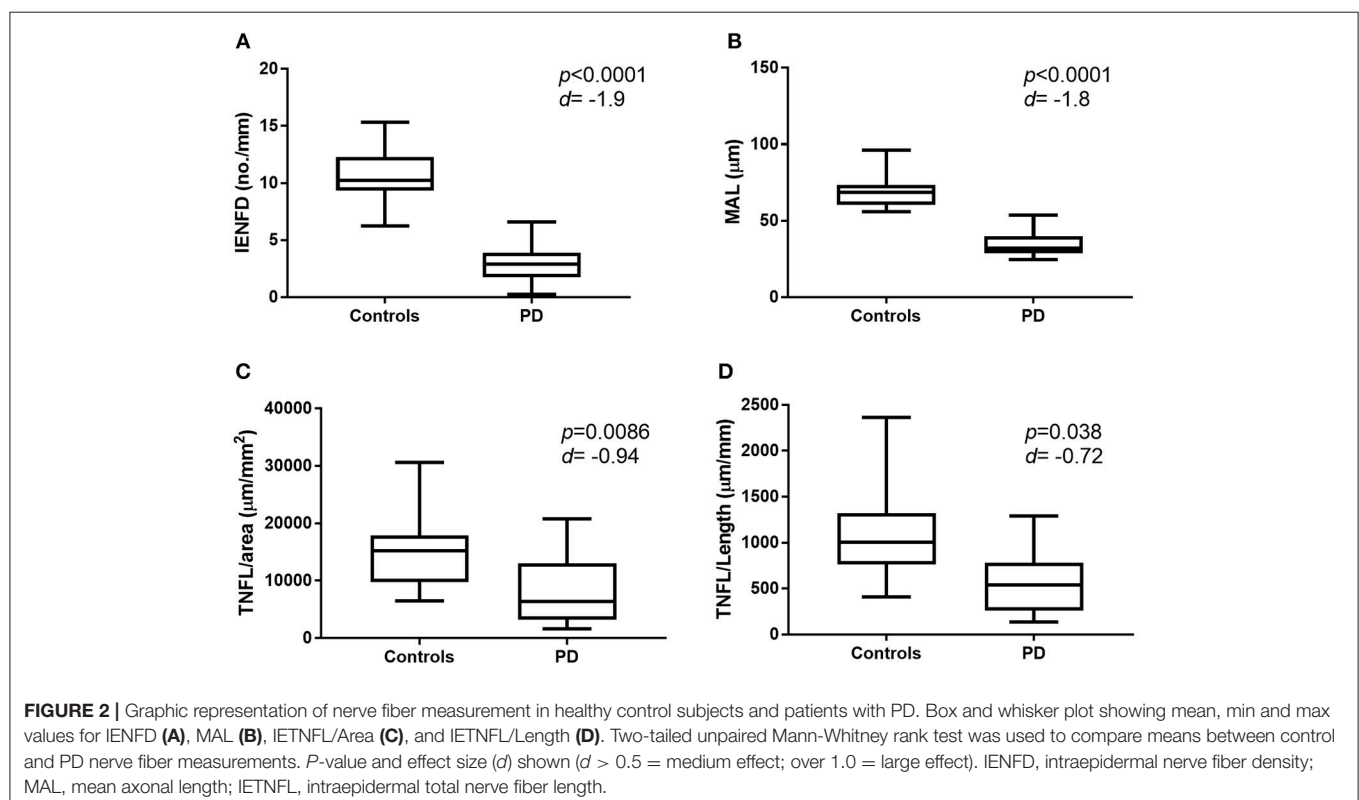 A
IENFD (no./mm)
20
15
10
5
0
Controls
PD
p<0.0001
d= -1.9
B
MAL (μm)
150
100
50
0
Controls
PD
p<0.0001
d= -1.8
C
TNFL/area (μm/mm²)
40000
30000
20000
10000
0
Controls
PD
p=0.0086
d= -0.94
D
TNFL/Length (μm/mm)
2500
2000
1500
1000
500
0
Controls
PD
p=0.038
d= -0.72
FIGURE 2 | Graphic representation of nerve fiber measurement in healthy control subjects and patients with PD. Box and whisker plot showing mean, min and max
values for IENFD (A), MAL (B), IETNFL/Area (C), and IETNFL/Length (D). Two-tailed unpaired Mann-Whitney rank test was used to compare means between control
and PD nerve fiber measurements. P-value and effect size (d) shown (d > 0.5 = medium effect; over 1.0 = large effect). IENFD, intraepidermal nerve fiber density;
MAL, mean axonal length; IETNFL, intraepidermal total nerve fiber length.